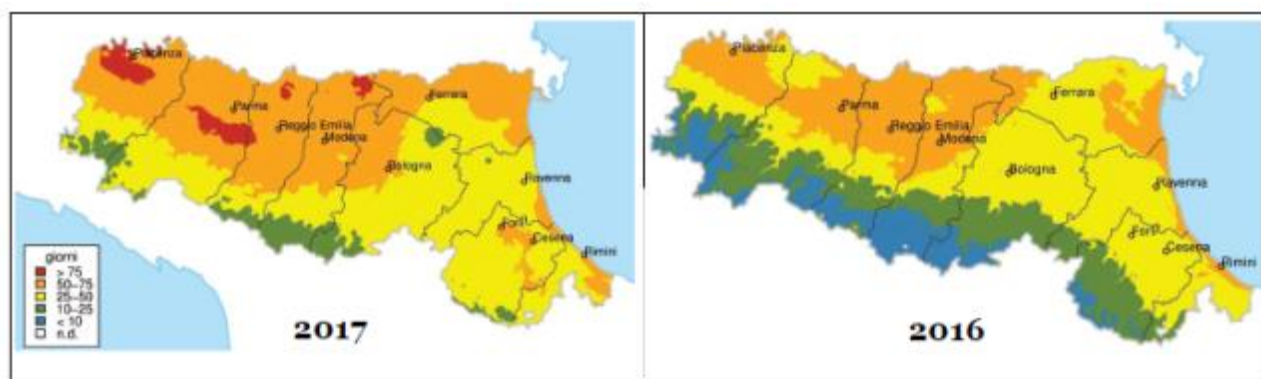 Piacenza
Parma
Reggio Emilia
Modena
Ferrara
Bologna
Ravenna
Forlì
Cesena
Rimini
giorni
> 75
50-75
25-50
10-25
< 10
n.d.
2017
Piacenza
Parma
Reggio Emilia
Modena
Ferrara
Bologna
Ravenna
Forlì
Cesena
Rimini
2016